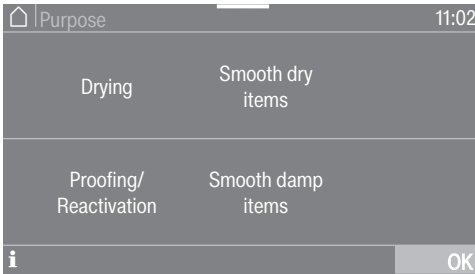 Purpose 11:02
Drying
Smooth dry
items
Proofing/
Reactivation
Smooth damp
items
i OK